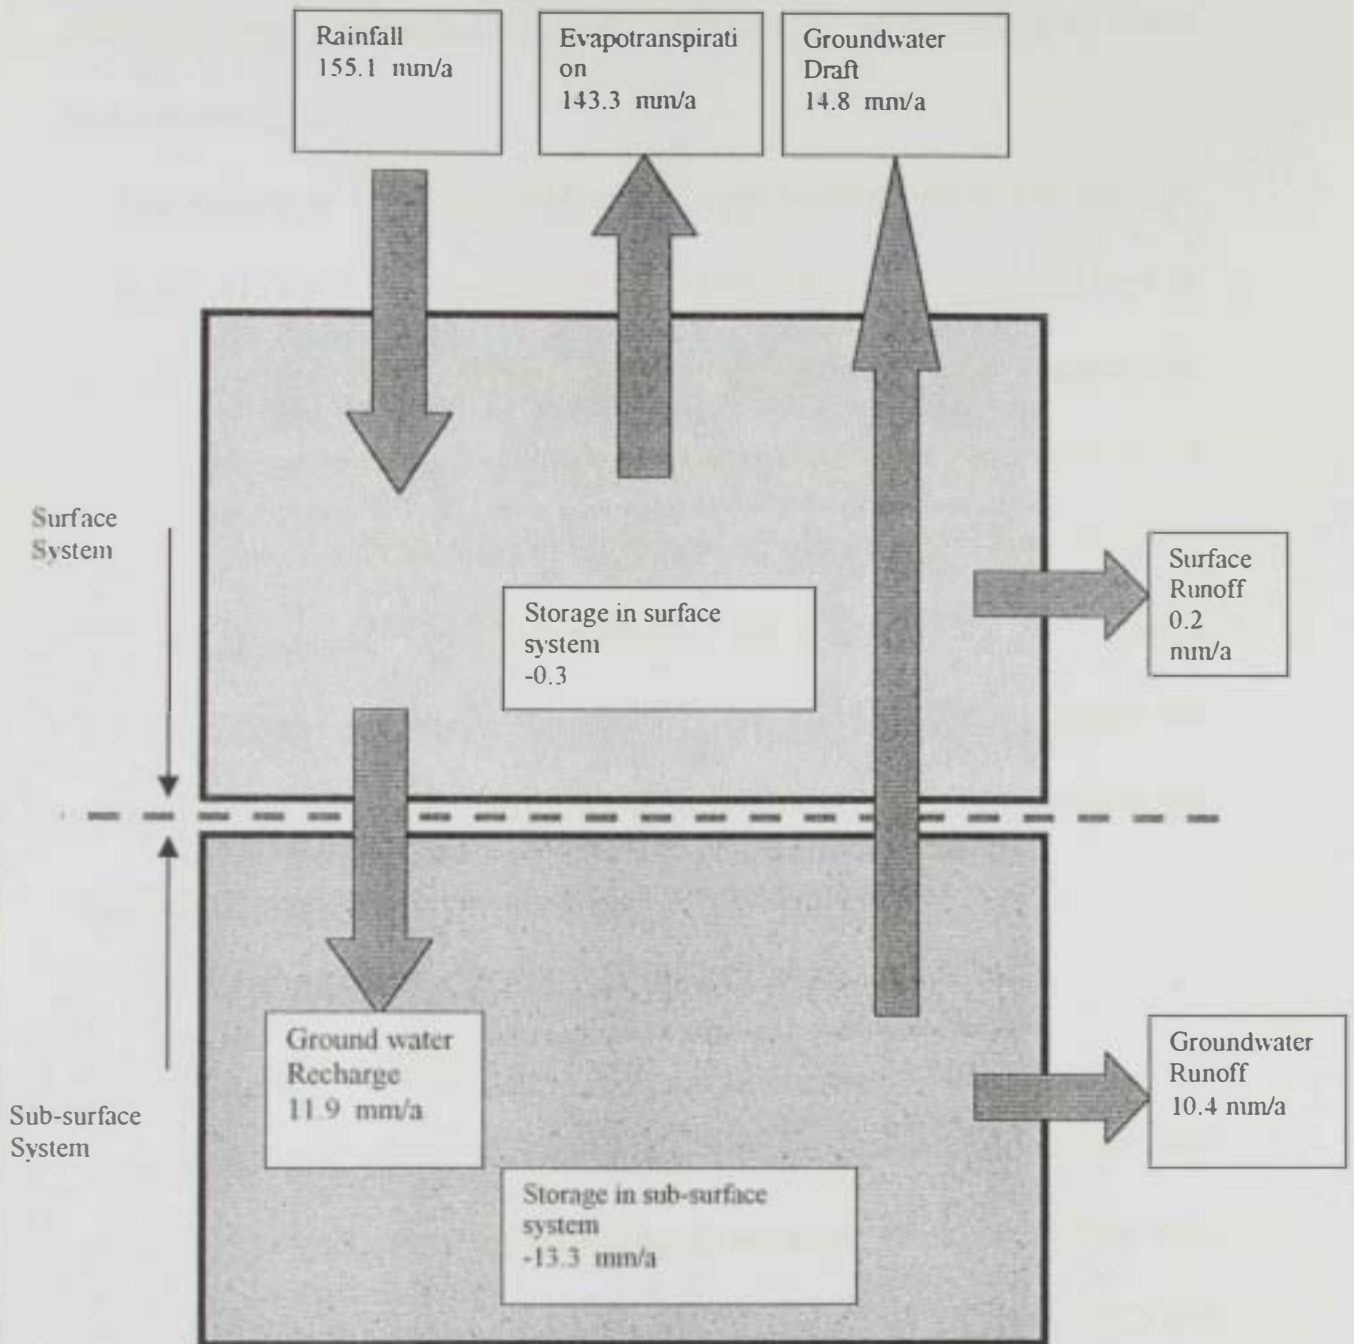 Rainfall
155.1 mm/a
Evapotranspirati
on
143.3 mm/a
Groundwater
Draft
14.8 mm/a
Surface
System
Storage in surface
system
-0.3
Surface
Runoff
0.2
mm/a
Ground water
Recharge
11.9 mm/a
Groundwater
Runoff
10.4 mm/a
Sub-surface
System
Storage in sub-surface
system
-13.3 mm/a